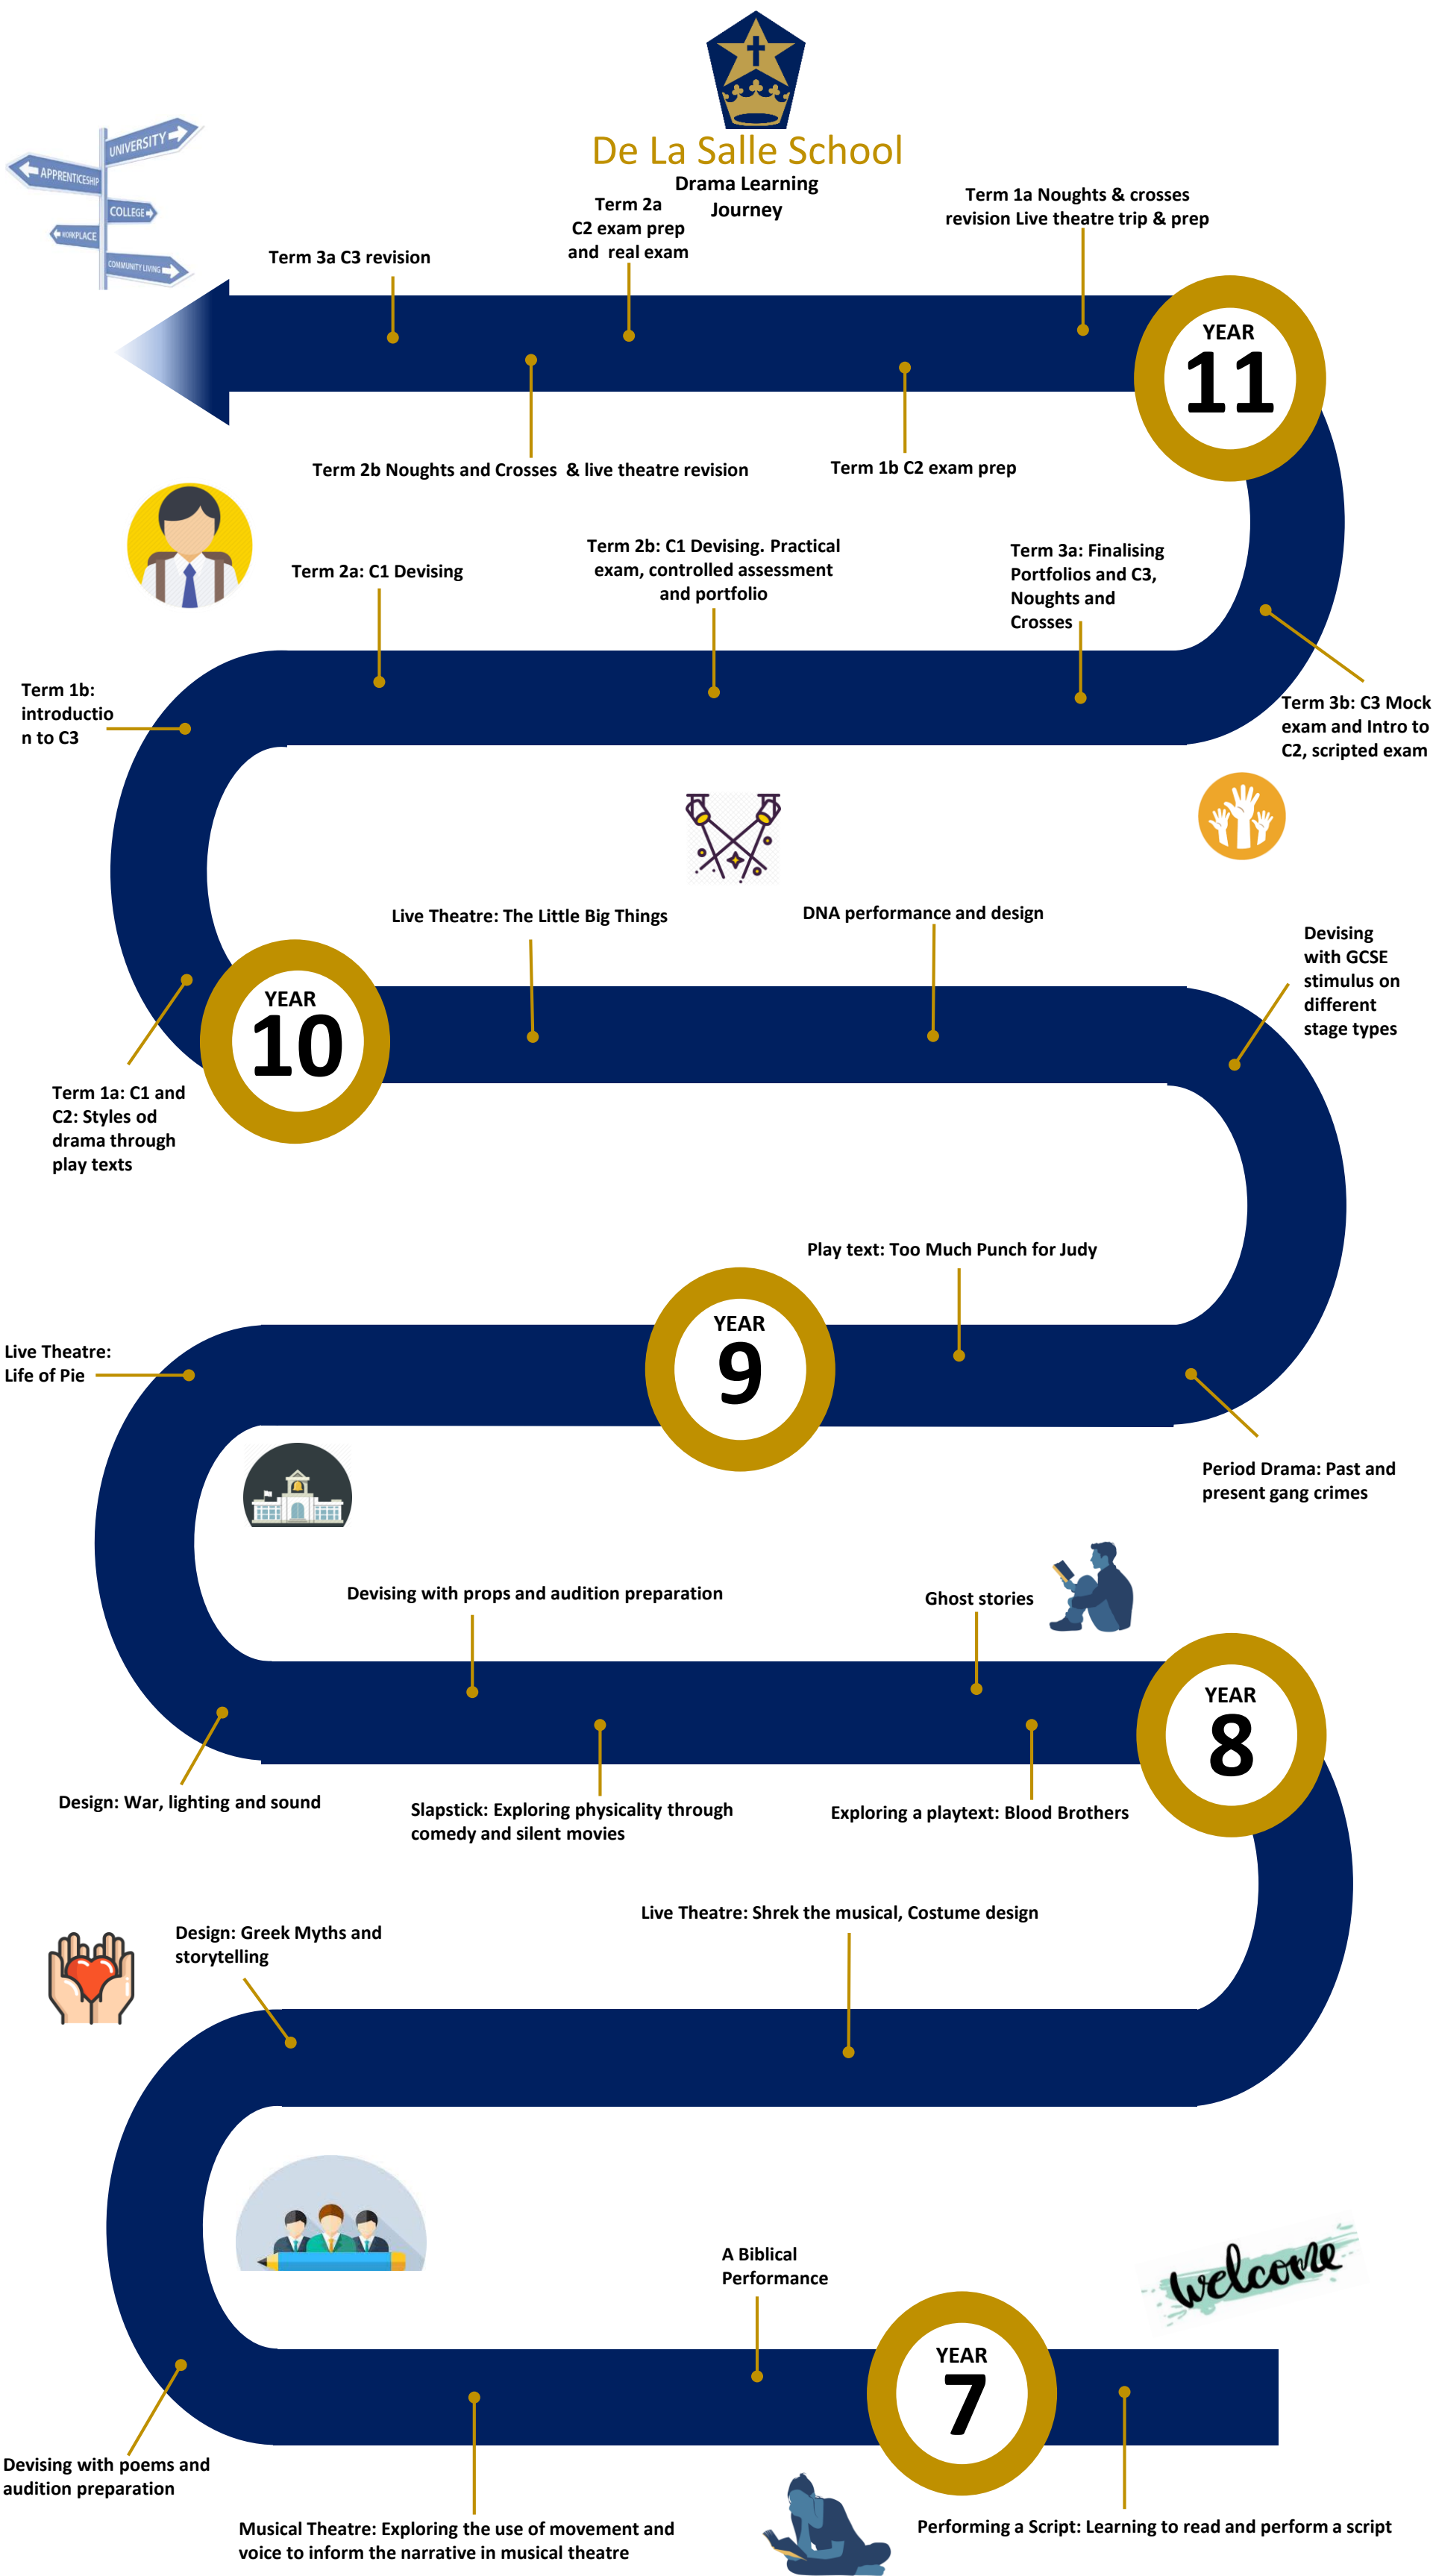 De La Salle School
Drama Learning
Journey
UNIVERSITY
APPRENTICESHIP
COLLEGE
WORKPLACE
COMMUNITY LIVING
Term 3a C3 revision
Term 2a
C2 exam prep
and real exam
Term 1a Noughts & crosses
revision Live theatre trip & prep
YEAR
11
Term 2b Noughts and Crosses & live theatre revision
Term 1b C2 exam prep
Term 2a: C1 Devising
Term 2b: C1 Devising. Practical
exam, controlled assessment
and portfolio
Term 3a: Finalising
Portfolios and C3,
Noughts and
Crosses
Term 1b:
introductio
n to C3
Term 3b: C3 Mock
exam and Intro to
C2, scripted exam
Live Theatre: The Little Big Things
DNA performance and design
Devising
with GCSE
stimulus on
different
stage types
YEAR
10
Term 1a: C1 and
C2: Styles od
drama through
play texts
Play text: Too Much Punch for Judy
YEAR
9
Live Theatre:
Life of Pie
Period Drama: Past and
present gang crimes
Devising with props and audition preparation
Ghost stories
YEAR
8
Design: War, lighting and sound
Slapstick: Exploring physicality through
comedy and silent movies
Exploring a playtext: Blood Brothers
Live Theatre: Shrek the musical, Costume design
Design: Greek Myths and
storytelling
A Biblical
Performance
welcome
YEAR
7
Devising with poems and
audition preparation
Musical Theatre: Exploring the use of movement and
voice to inform the narrative in musical theatre
Performing a Script: Learning to read and perform a script